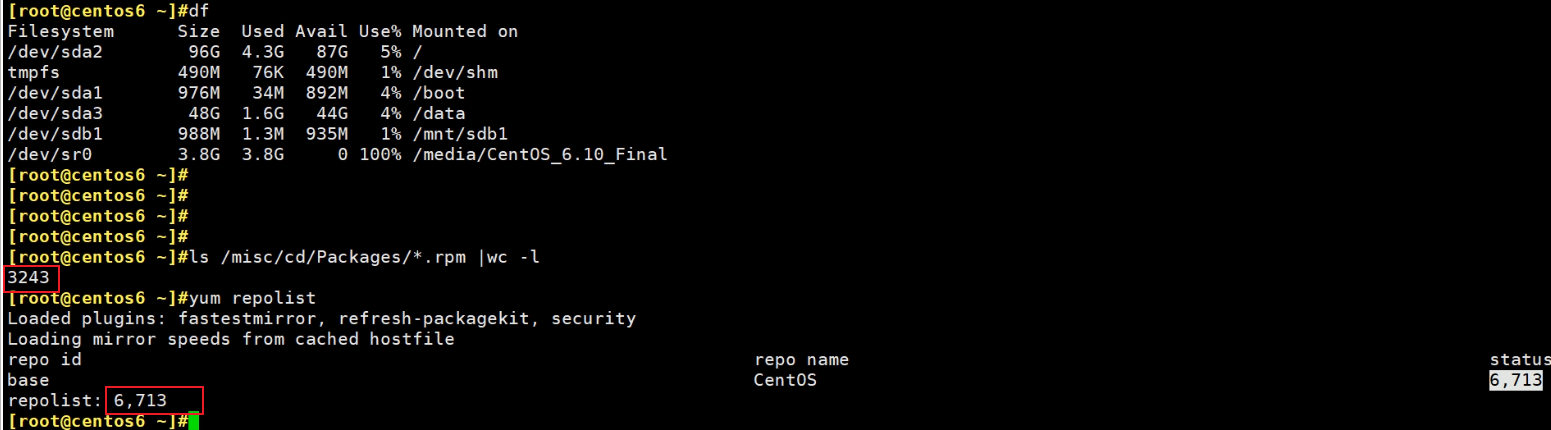 [root@centos6 ~]#df
Filesystem      Size  Used Avail Use% Mounted on
/dev/sda2        96G  4.3G   87G   5% /
tmpfs           490M   76K  490M   1% /dev/shm
/dev/sda1       976M   34M  892M   4% /boot
/dev/sda3        48G  1.6G   44G   4% /data
/dev/sdb1       988M  1.3M  935M   1% /mnt/sdb1
/dev/sr0        3.8G  3.8G     0 100% /media/CentOS_6.10_Final
[root@centos6 ~]#
[root@centos6 ~]#
[root@centos6 ~]#
[root@centos6 ~]#
[root@centos6 ~]#ls /misc/cd/Packages/*.rpm |wc -l
3243
[root@centos6 ~]#yum repolist
Loaded plugins: fastestmirror, refresh-packagekit, security
Loading mirror speeds from cached hostfile
repo id                                                               repo name                                                            status
base                                                                  CentOS                                                               6,713
repolist: 6,713
[root@centos6 ~]#